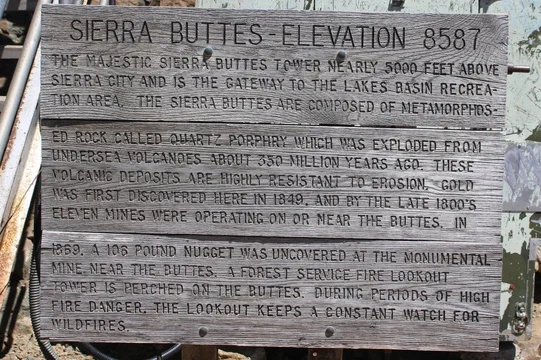 SIERRA BUTTES-ELEVATION 8587
THE MAJESTIC SIERRA BUTTES TOWER NEARLY 5000 FEET ABOVE
SIERRA CITY AND IS THE GATEWAY TO THE LAKES BASIN RECREA-
TION AREA. THE SIERRA BUTTES ARE COMPOSED OF METAMORPHOS-
ED ROCK CALLED QUARTZ PORPHRY WHICH WAS EXPLODED FROM
UNDERSEA VOLCANOES ABOUT 350 MILLION YEARS AGO. THESE
VOLCANIC DEPOSITS ARE HIGHLY RESISTANT TO EROSION. GOLD
WAS FIRST DISCOVERED HERE IN 1849, AND BY THE LATE 1800'S
ELEVEN MINES WERE OPERATING ON OR NEAR THE BUTTES. IN
1869, A 106 POUND NUGGET WAS UNCOVERED AT THE MONUMENTAL
MINE NEAR THE BUTTES. A FOREST SERVICE FIRE LOOKOUT
TOWER IS PERCHED ON THE BUTTES. DURING PERIODS OF HIGH
FIRE DANGER, THE LOOKOUT KEEPS A CONSTANT WATCH FOR
WILDFIRES.